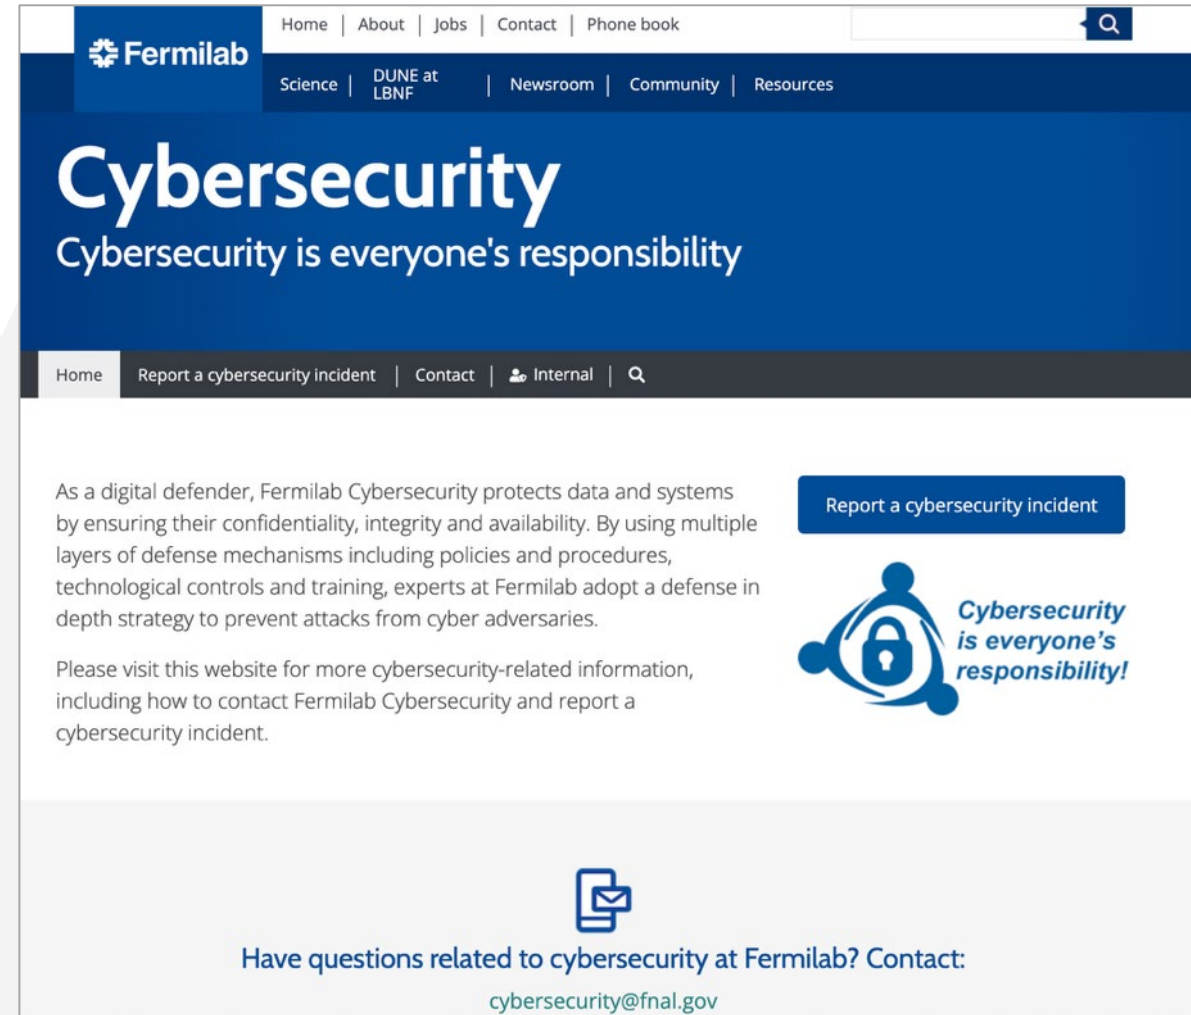 Home | About | Jobs | Contact | Phone book
Fermilab
Science | DUNE at LBNF | Newsroom | Community | Resources
Cybersecurity
Cybersecurity is everyone's responsibility
Home Report a cybersecurity incident | Contact | Internal |
As a digital defender, Fermilab Cybersecurity protects data and systems
by ensuring their confidentiality, integrity and availability. By using multiple
layers of defense mechanisms including policies and procedures,
technological controls and training, experts at Fermilab adopt a defense in
depth strategy to prevent attacks from cyber adversaries.
Please visit this website for more cybersecurity-related information,
including how to contact Fermilab Cybersecurity and report a
cybersecurity incident.
Report a cybersecurity incident
Cybersecurity
is everyone's
responsibility!
Have questions related to cybersecurity at Fermilab? Contact:
cybersecurity@fnal.gov